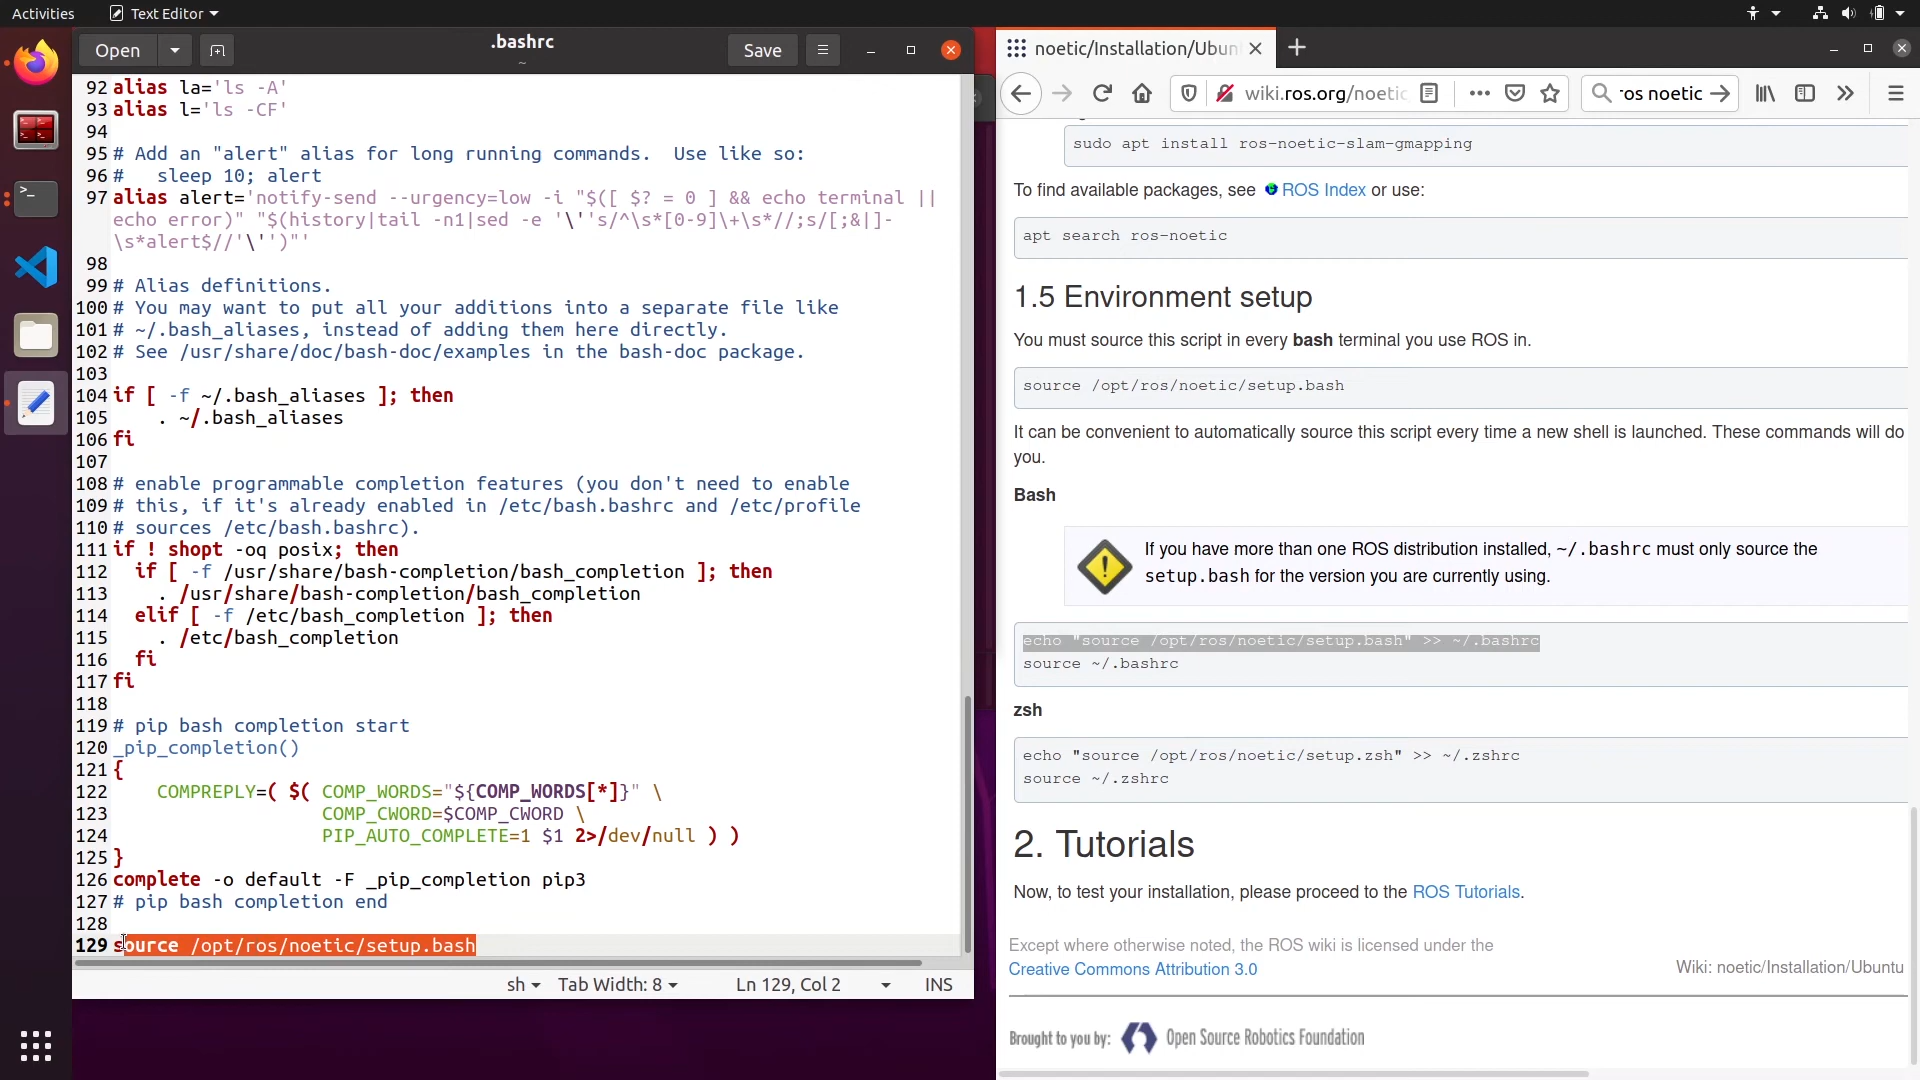 Activities
Text Editor
Open
.bashrc
~
Save
92 alias la='ls -A'
93 alias l='ls -CF'
94
95 # Add an "alert" alias for long running commands.  Use like so:
96 #   sleep 10; alert
97 alias alert='notify-send --urgency=low -i "$([ $? = 0 ] && echo terminal ||
echo error)" "$(history|tail -n1|sed -e '\''s/^\s*[0-9]\+\s*//;s/[;&|]-
\s*alert$//'\'')"'
98
99 # Alias definitions.
100 # You may want to put all your additions into a separate file like
101 # ~/.bash_aliases, instead of adding them here directly.
102 # See /usr/share/doc/bash-doc/examples in the bash-doc package.
103
104 if [ -f ~/.bash_aliases ]; then
105     . ~/.bash_aliases
106 fi
107
108 # enable programmable completion features (you don't need to enable
109 # this, if it's already enabled in /etc/bash.bashrc and /etc/profile
110 # sources /etc/bash.bashrc).
111 if ! shopt -oq posix; then
112   if [ -f /usr/share/bash-completion/bash_completion ]; then
113     . /usr/share/bash-completion/bash_completion
114   elif [ -f /etc/bash_completion ]; then
115     . /etc/bash_completion
116   fi
117 fi
118
119 # pip bash completion start
120 _pip_completion()
121 {
122     COMPREPLY=( $( COMP_WORDS="${COMP_WORDS[*]}" \
123                    COMP_CWORD=$COMP_CWORD \
124                    PIP_AUTO_COMPLETE=1 $1 2>/dev/null ) )
125 }
126 complete -o default -F _pip_completion pip3
127 # pip bash completion end
128
129 source /opt/ros/noetic/setup.bash
sh
Tab Width: 8
Ln 129, Col 2
INS
noetic/Installation/Ubun
wiki.ros.org/noetic
ros noetic
sudo apt install ros-noetic-slam-gmapping
To find available packages, see ROS Index or use:
apt search ros-noetic
1.5 Environment setup
You must source this script in every bash terminal you use ROS in.
source /opt/ros/noetic/setup.bash
It can be convenient to automatically source this script every time a new shell is launched. These commands will do
you.
Bash
If you have more than one ROS distribution installed, ~/.bashrc must only source the
setup.bash for the version you are currently using.
echo "source /opt/ros/noetic/setup.bash" >> ~/.bashrc
source ~/.bashrc
zsh
echo "source /opt/ros/noetic/setup.zsh" >> ~/.zshrc
source ~/.zshrc
2. Tutorials
Now, to test your installation, please proceed to the ROS Tutorials.
Except where otherwise noted, the ROS wiki is licensed under the
Creative Commons Attribution 3.0
Wiki: noetic/Installation/Ubuntu
Brought to you by:
Open Source Robotics Foundation